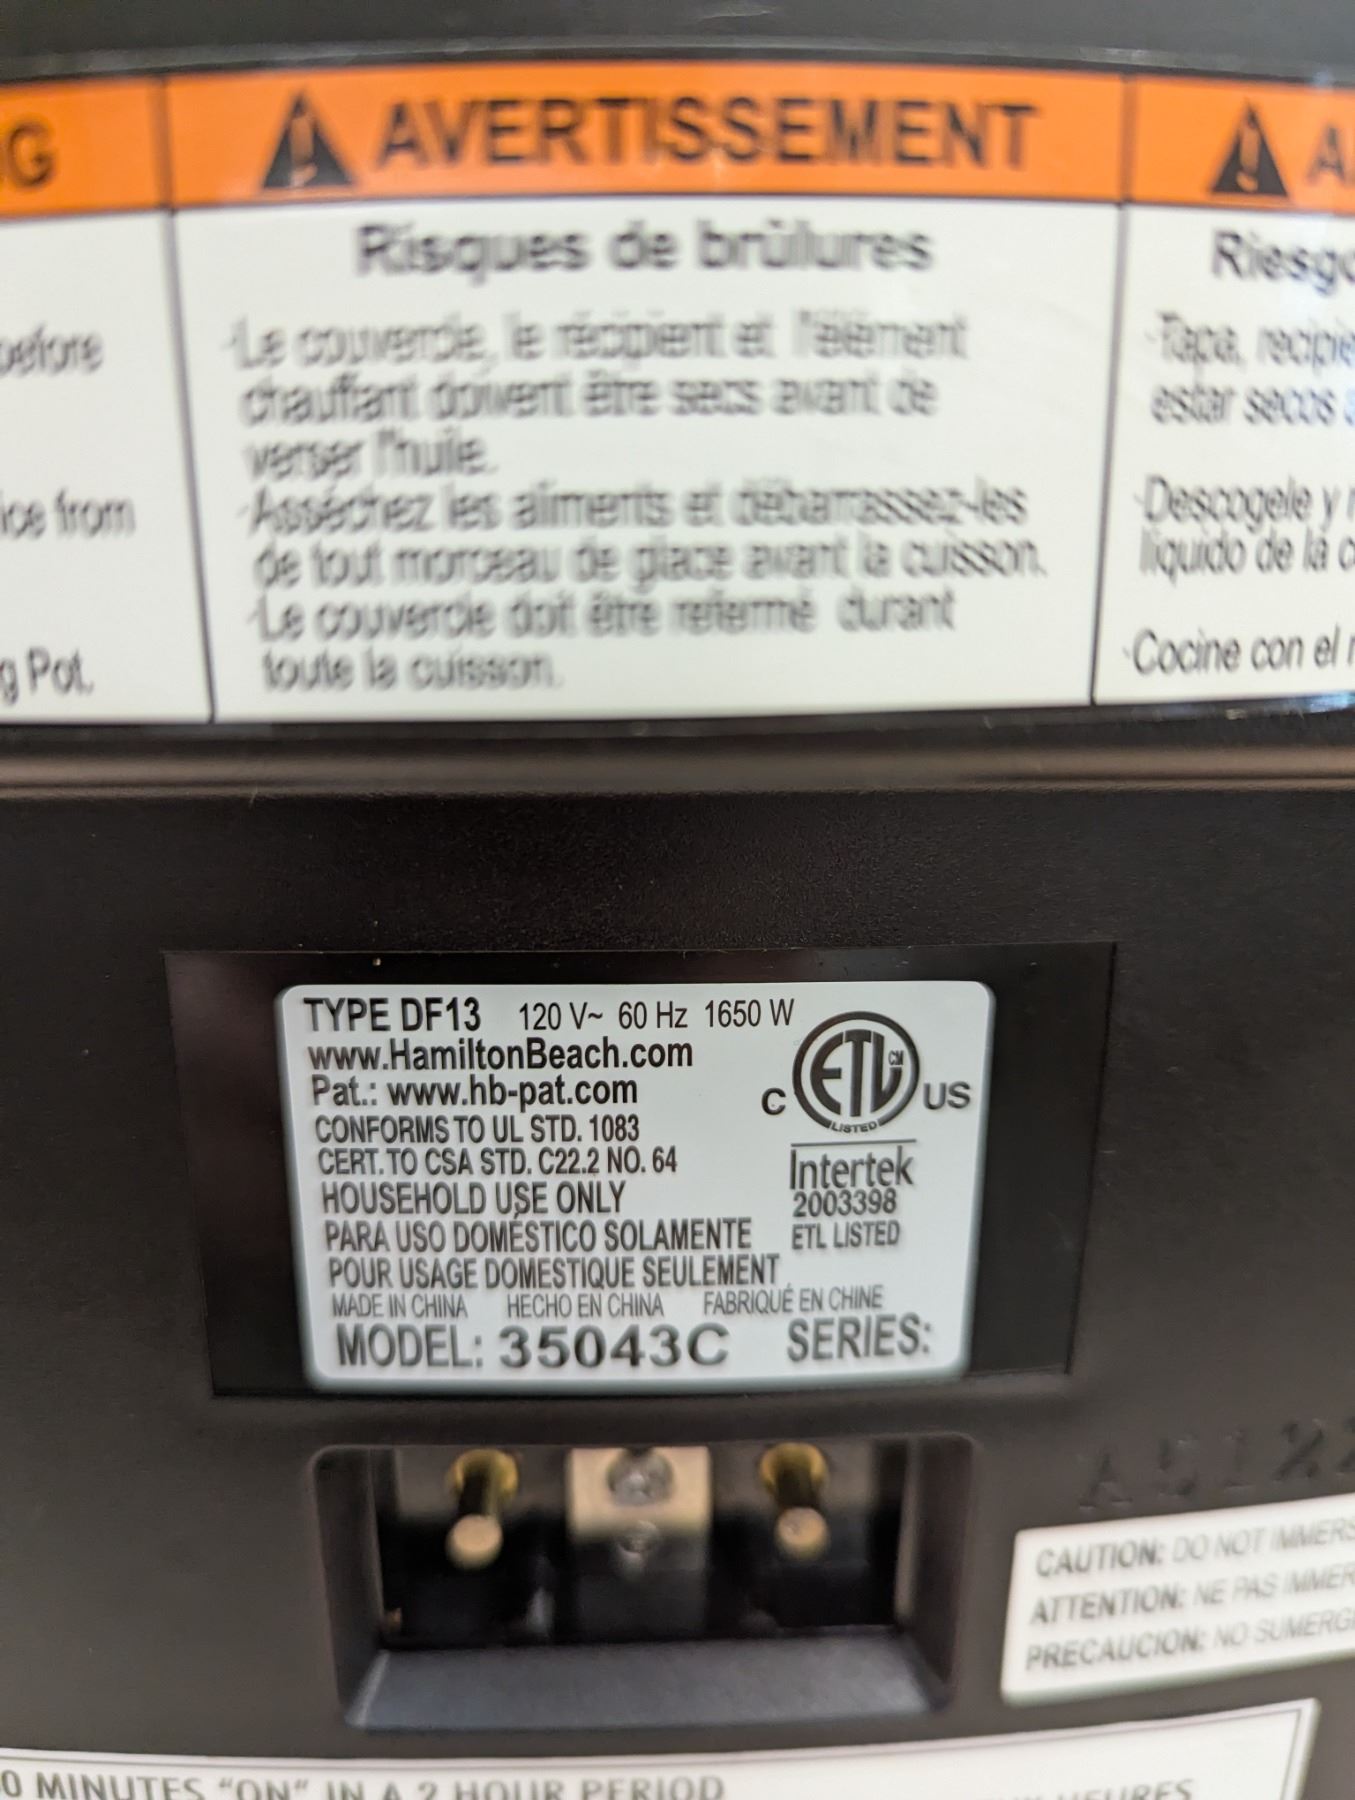 AVERTISSEMENT
Risques de brûlures
before
·Le couvercle, le récipient et l'élément
chauffant doivent être secs avant de
verser l'huile.
ice from
·Asséchez les aliments et débarrassez-les
de tout morceau de glace avant la cuisson.
·Le couvercle doit être refermé durant
toute la cuisson.
g Pot.
Tapa,
estar secos
·Descogele y
líquido de la
·Cocine con el
TYPE DF13 120 V~ 60 Hz 1650 W
www.HamiltonBeach.com
Pat.: www.hb-pat.com
CONFORMS TO UL STD. 1083
CERT. TO CSA STD. C22.2 NO. 64
HOUSEHOLD USE ONLY
PARA USO DOMÉSTICO SOLAMENTE
POUR USAGE DOMESTIQUE SEULEMENT
MADE IN CHINA HECHO EN CHINA FABRIQUÉ EN CHINE
MODEL: 35043C SERIES:
C ETL CM US
LISTED
Intertek
2003398
ETL LISTED
CAUTION: DO NOT IMMERS
ATTENTION: NE PAS IMMER
PRECAUCION: NO SUMERG
0 MINUTES "ON" IN A 2 HOUR PERIOD
HEURES